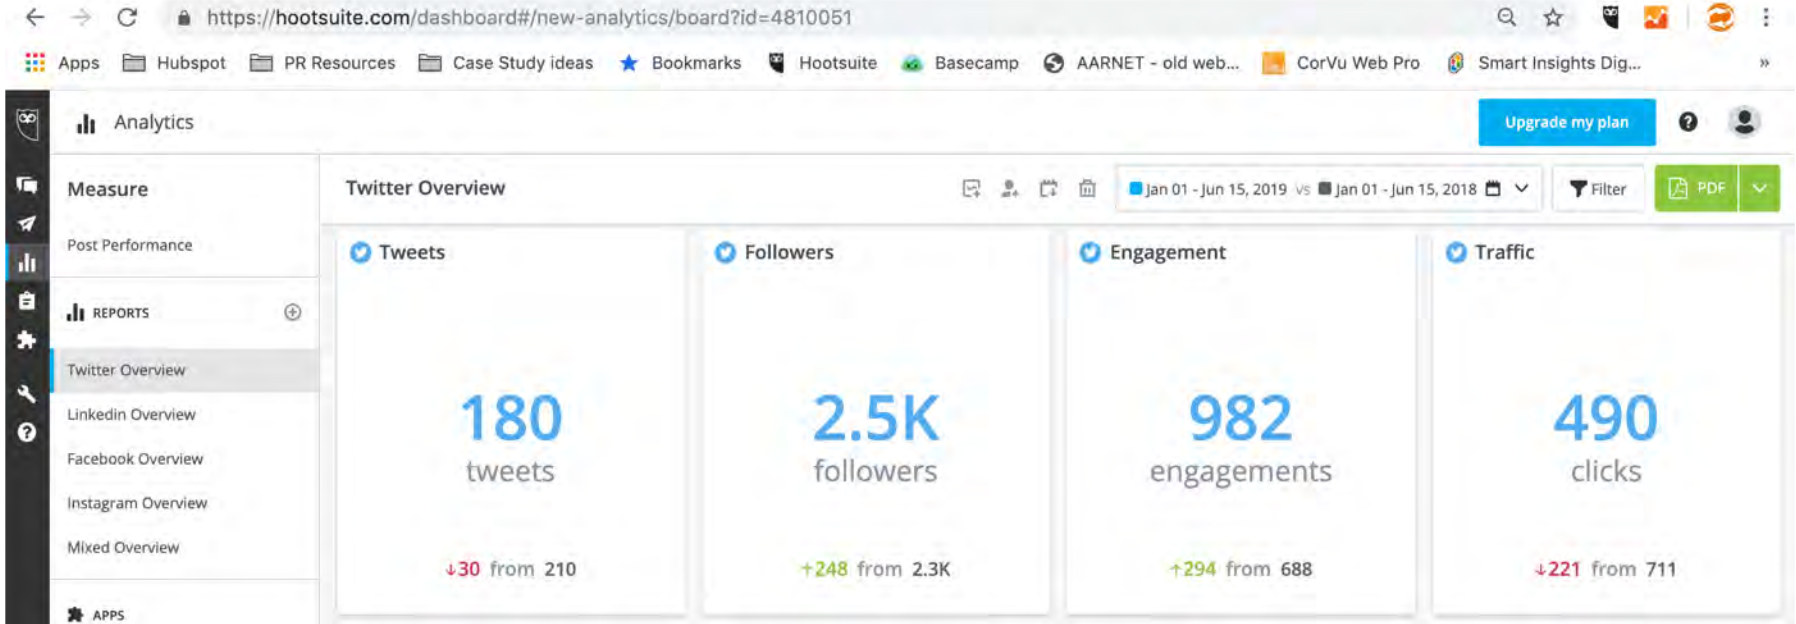 https://hootsuite.com/dashboard#/new-analytics/board?id=4810051
Apps Hubspot PR Resources Case Study ideas Bookmarks Hootsuite Basecamp AARNET - old web... CorVu Web Pro Smart Insights Dig... »
Analytics
Upgrade my plan
Measure
Post Performance
REPORTS
Twitter Overview
Linkedin Overview
Facebook Overview
Instagram Overview
Mixed Overview
APPS
Twitter Overview
Jan 01 - Jun 15, 2019 vs Jan 01 - Jun 15, 2018
Filter
PDF
Tweets
180
tweets
↓30 from 210
Followers
2.5K
followers
↑248 from 2.3K
Engagement
982
engagements
↑294 from 688
Traffic
490
clicks
↓221 from 711